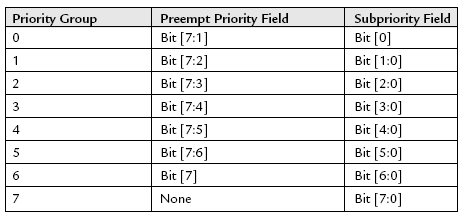 Priority Group Preempt Priority Field Subpriority Field
0 Bit [7:1] Bit [0]
1 Bit [7:2] Bit [1:0]
2 Bit [7:3] Bit [2:0]
3 Bit [7:4] Bit [3:0]
4 Bit [7:5] Bit [4:0]
5 Bit [7:6] Bit [5:0]
6 Bit [7] Bit [6:0]
7 None Bit [7:0]